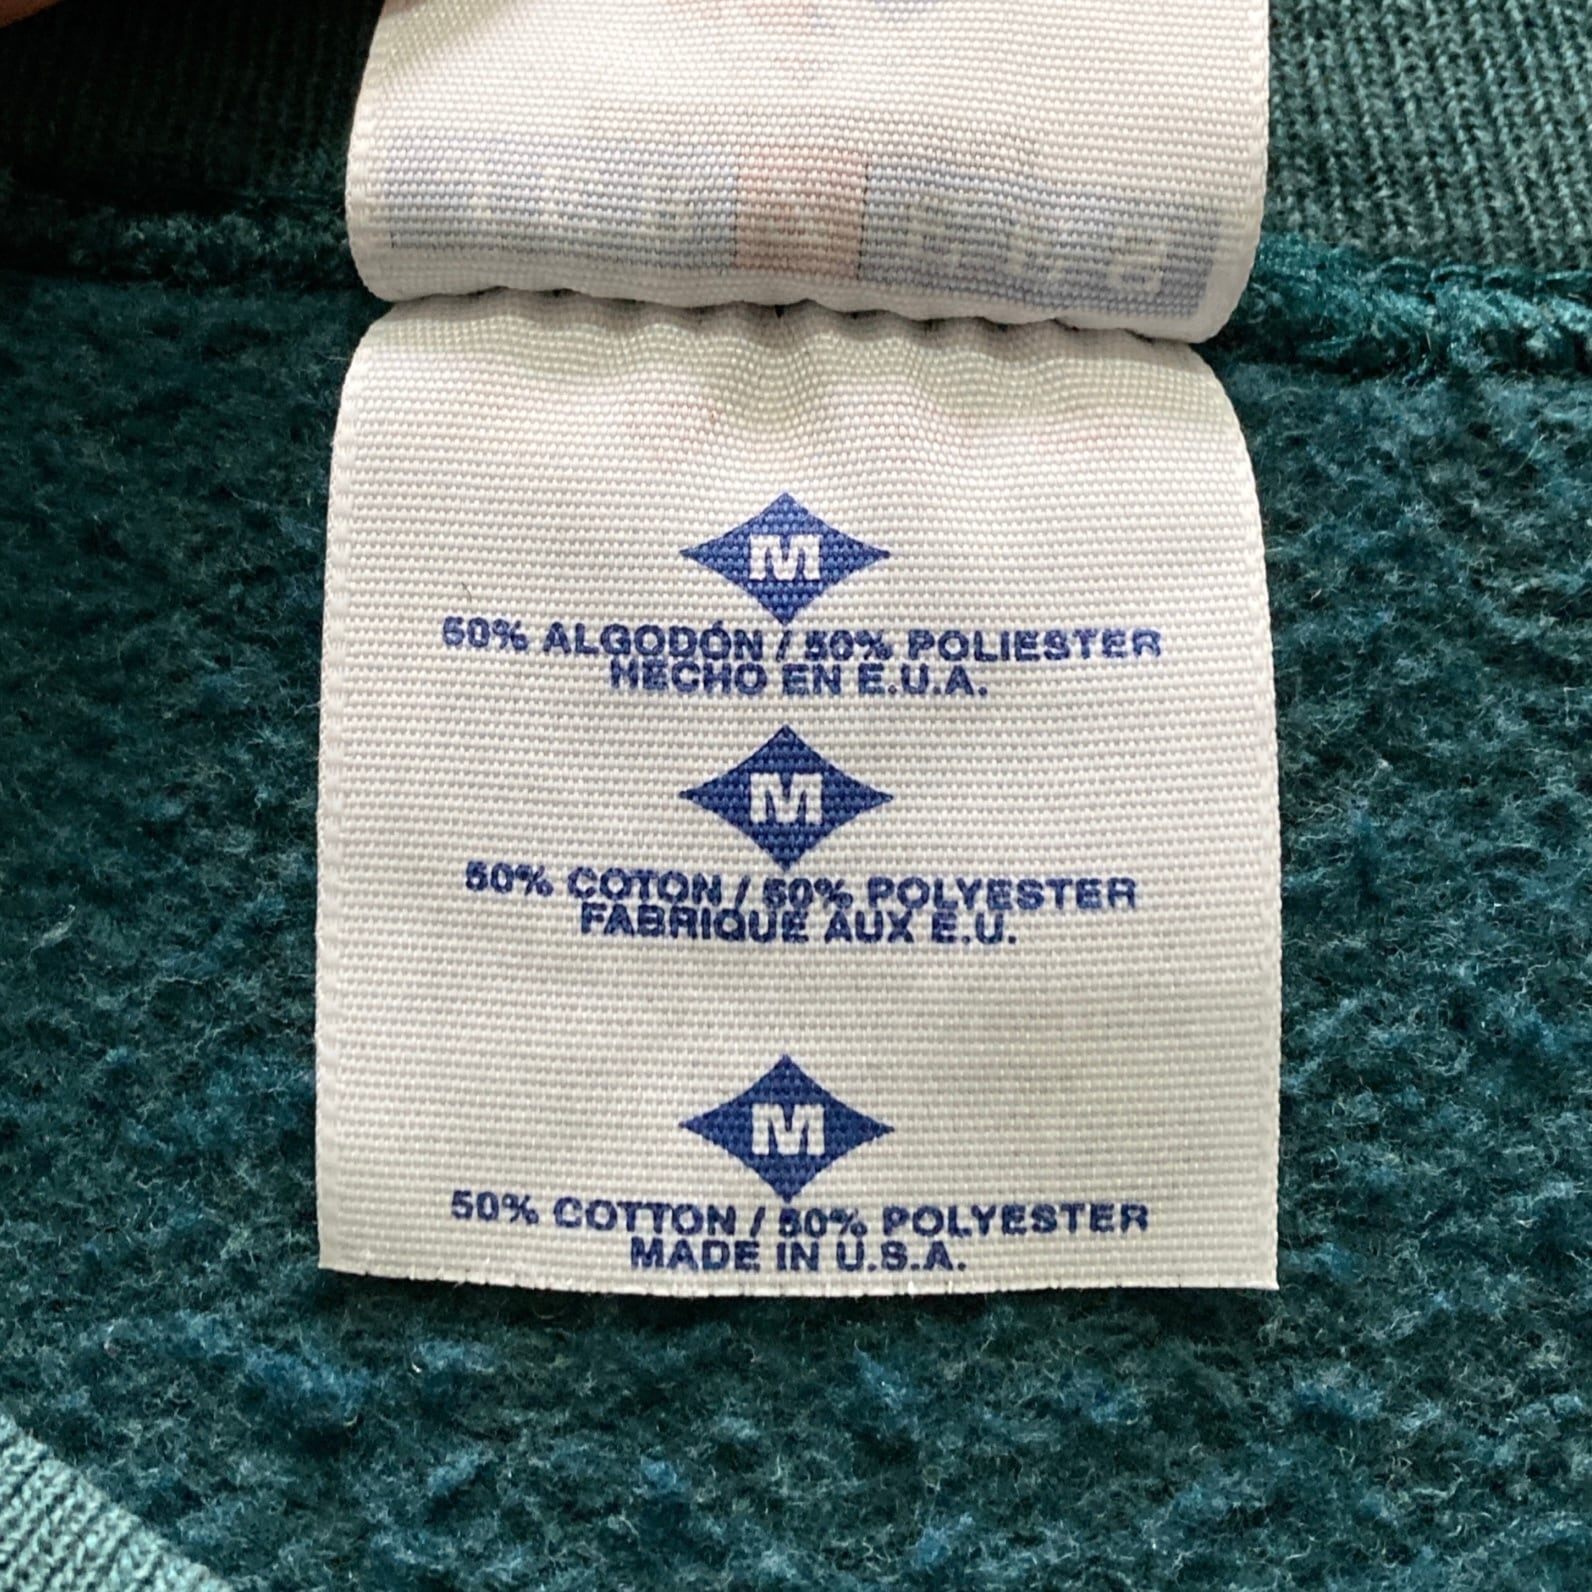 M
50% ALGODÓN / 50% POLIESTER
HECHO EN E.U.A.
M
50% COTON / 50% POLYESTER
FABRIQUE AUX E.U.
M
50% COTTON / 50% POLYESTER
MADE IN U.S.A.